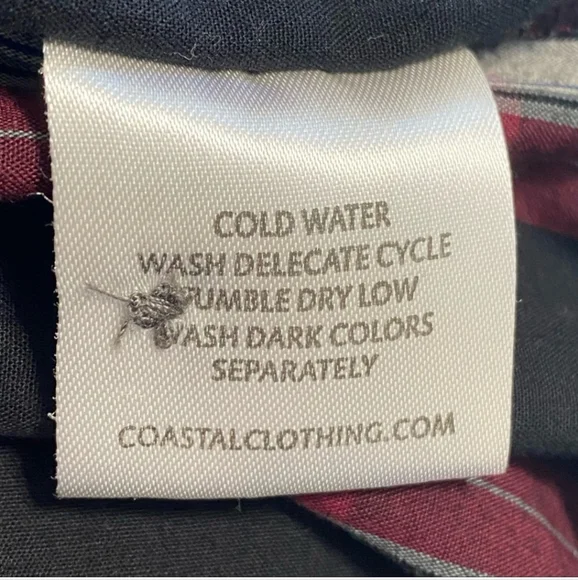 COLD WATER
WASH DELECATE CYCLE
TUMBLE DRY LOW
WASH DARK COLORS
SEPARATELY
COASTALCLOTHING.COM